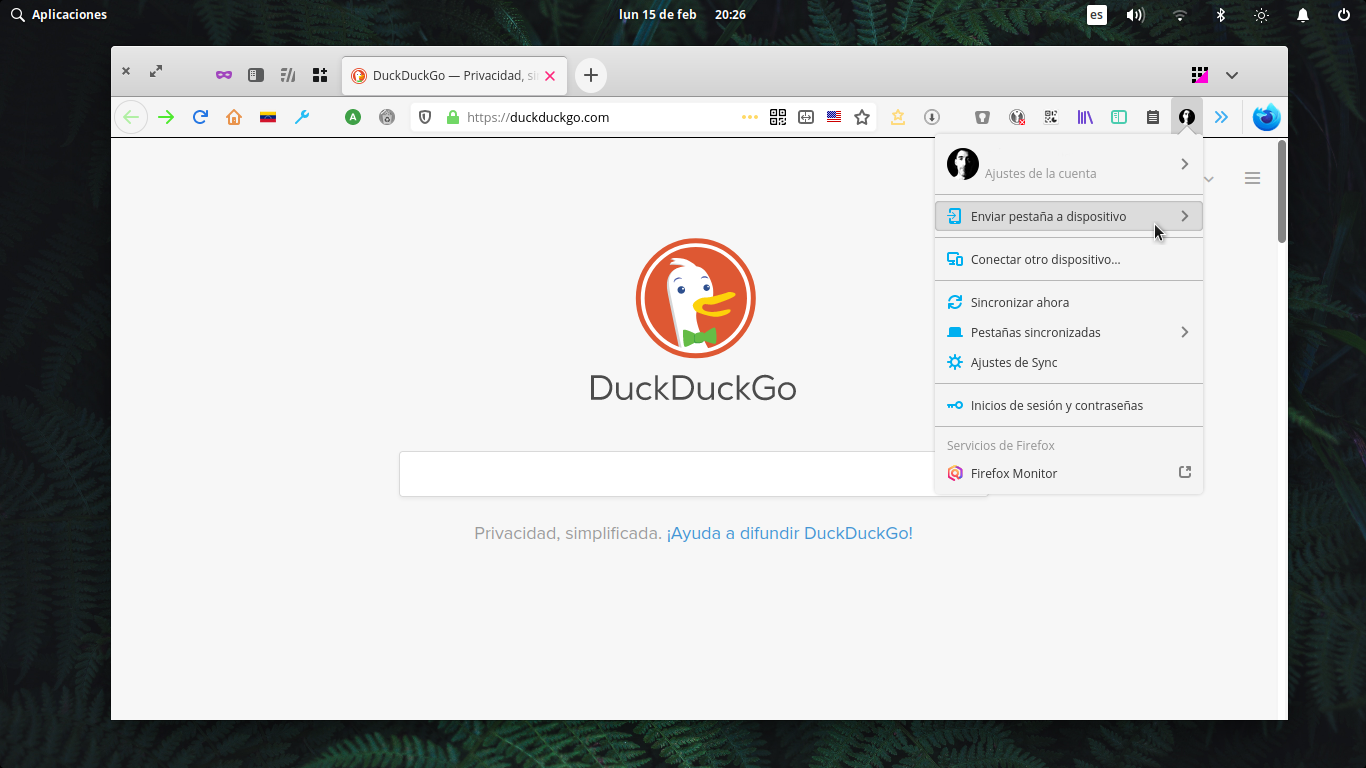 Aplicaciones
lun 15 de feb 20:26
es
DuckDuckGo — Privacidad, si
A
https://duckduckgo.com
Ajustes de la cuenta
Enviar pestaña a dispositivo
Conectar otro dispositivo...
Sincronizar ahora
Pestañas sincronizadas
Ajustes de Sync
Inicios de sesión y contraseñas
Servicios de Firefox
Firefox Monitor
DuckDuckGo
Privacidad, simplificada. ¡Ayuda a difundir DuckDuckGo!